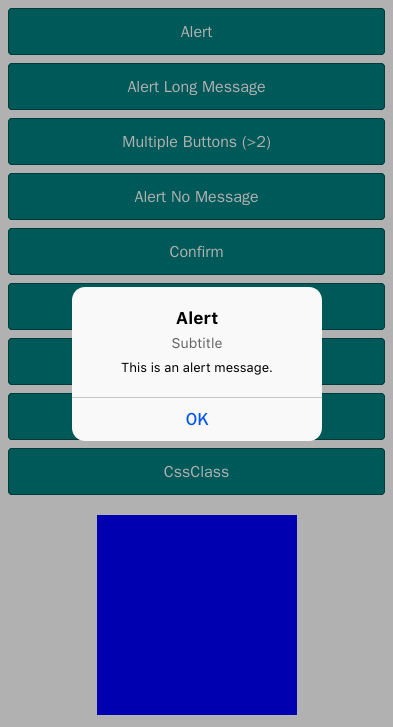 Alert
Alert Long Message
Multiple Buttons (>2)
Alert No Message
Confirm
Alert
Subtitle
This is an alert message.
OK
CssClass